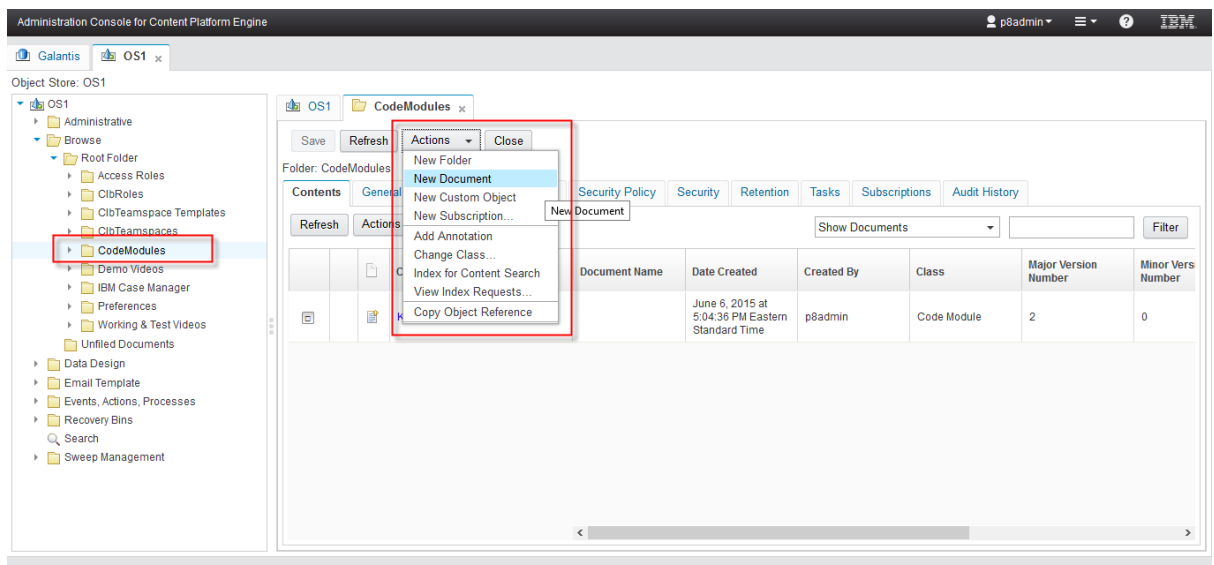 Administration Console for Content Platform Engine
p8admin
IBM
Galantis
OS1
Object Store: OS1
OS1
Administrative
Browse
Root Folder
Access Roles
ClbRoles
ClbTeamspace Templates
ClbTeamspaces
CodeModules
Demo Videos
IBM Case Manager
Preferences
Working & Test Videos
Unfiled Documents
Data Design
Email Template
Events, Actions, Processes
Recovery Bins
Search
Sweep Management
OS1
CodeModules
Save Refresh Actions Close
Folder: CodeModules
New Folder
New Document
New Custom Object
New Subscription...
Add Annotation
Change Class...
Index for Content Search
View Index Requests...
Copy Object Reference
New Document
Contents General Security Policy Security Retention Tasks Subscriptions Audit History
Refresh Actions Show Documents Filter
Document Name Date Created Created By Class Major Version Number
June 6, 2015 at
5:04:36 PM Eastern
Standard Time
p8admin Code Module 2 0